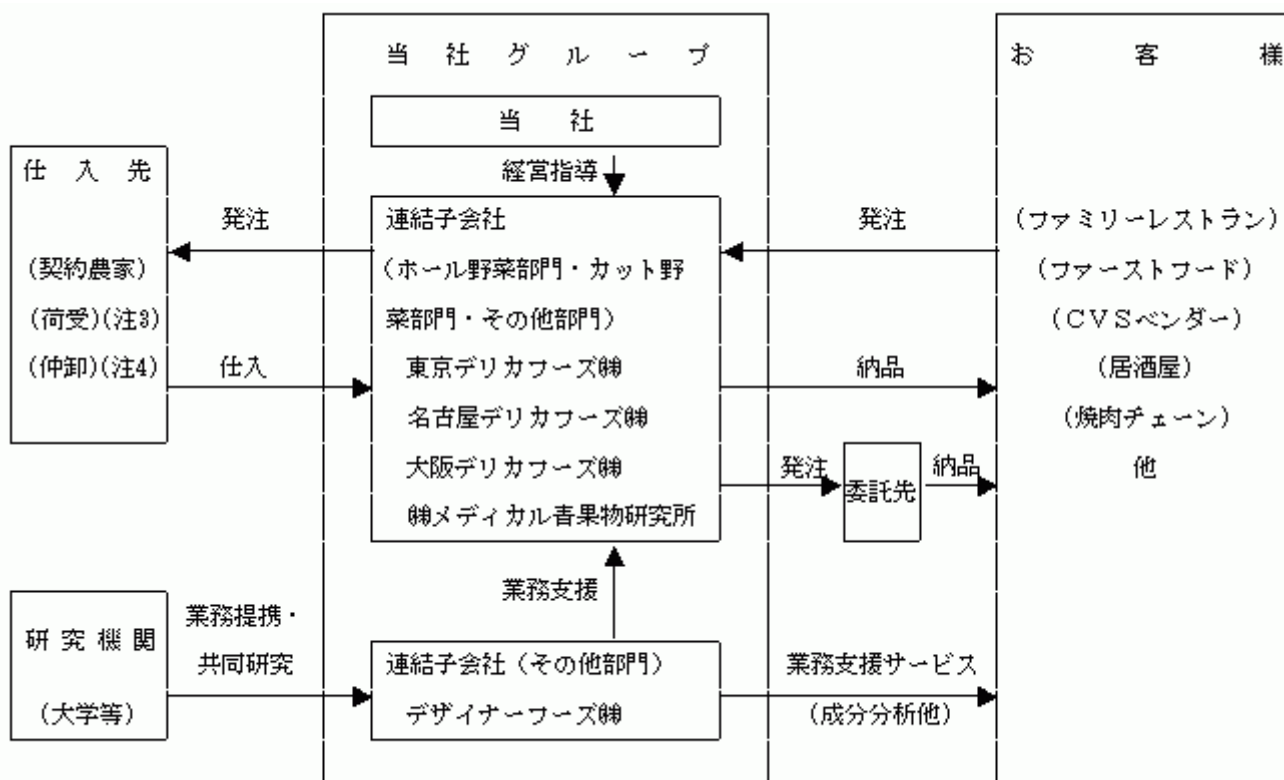 当社グループ
お客様
当社
仕入先
経営指導
発注
連結子会社
発注
(ファミリーレストラン)
(契約農家)
(ホール野菜部門・カット野
(ファーストフード)
(荷受)(注3)
菜部門・その他部門)
(CVSベンダー)
(仲卸)(注4)
仕入
東京デリカフーズ㈱
納品
(居酒屋)
名古屋デリカフーズ㈱
(焼肉チェーン)
大阪デリカフーズ㈱
発注
納品
他
委託先
㈱メディカル青果物研究所
業務支援
業務提携・
研究機関
共同研究
連結子会社(その他部門)
業務支援サービス
(大学等)
デザイナーフーズ㈱
(成分分析他)